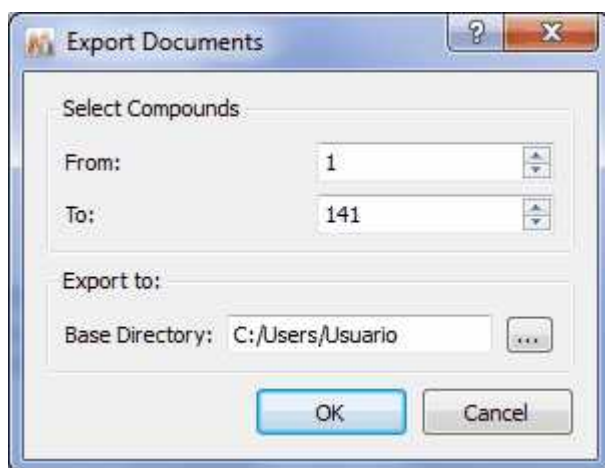 Export Documents
Select Compounds
From: 1
To: 141
Export to:
Base Directory: C:/Users/Usuario ...
OK Cancel